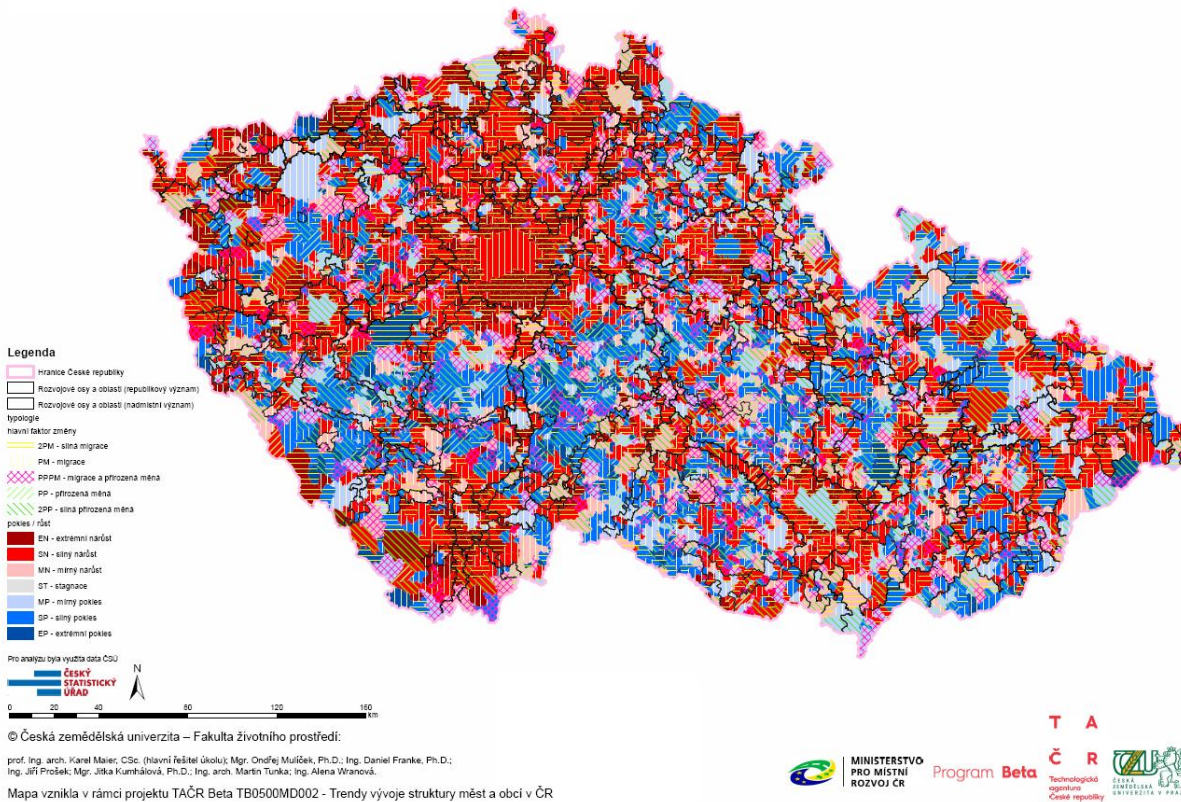 Legenda
Hranice České republiky
Rozvojové osy a oblasti (republikový význam)
Rozvojové osy a oblasti (nadmístní význam)
typologie
hlavní faktor změny
2PM - silná migrace
PM - migrace
PPPM - migrace a přirozená měna
PP - přirozená měna
2PP - silná přirozená měna
pokles / růst
EN - extrémní nárůst
SN - silný nárůst
MN - mírný nárůst
ST - stagnace
MP - mírný pokles
SP - silný pokles
EP - extrémní pokles
Pro analýzu byla využita data ČSÚ
ČESKÝ
STATISTICKÝ
ÚŘAD
N
0 20 40 80 120 160
km
© Česká zemědělská univerzita – Fakulta životního prostředí:
prof. Ing. arch. Karel Maier, CSc. (hlavní řešitel úkolu); Mgr. Ondřej Mulíček, Ph.D.; Ing. Daniel Franke, Ph.D.;
Ing. Jiří Prošek; Mgr. Jitka Kumhálová, Ph.D.; Ing. arch. Martin Tunka; Ing. Alena Wranová.
Mapa vznikla v rámci projektu TAČR Beta TB0500MD002 - Trendy vývoje struktury měst a obcí v ČR
MINISTERSTVO
PRO MÍSTNÍ
ROZVOJ ČR
Program Beta
T A
Č R
Technologická
agentura
České republiky
ČESKÁ
ZEMĚDĚLSKÁ
UNIVERZITA V PRAZE